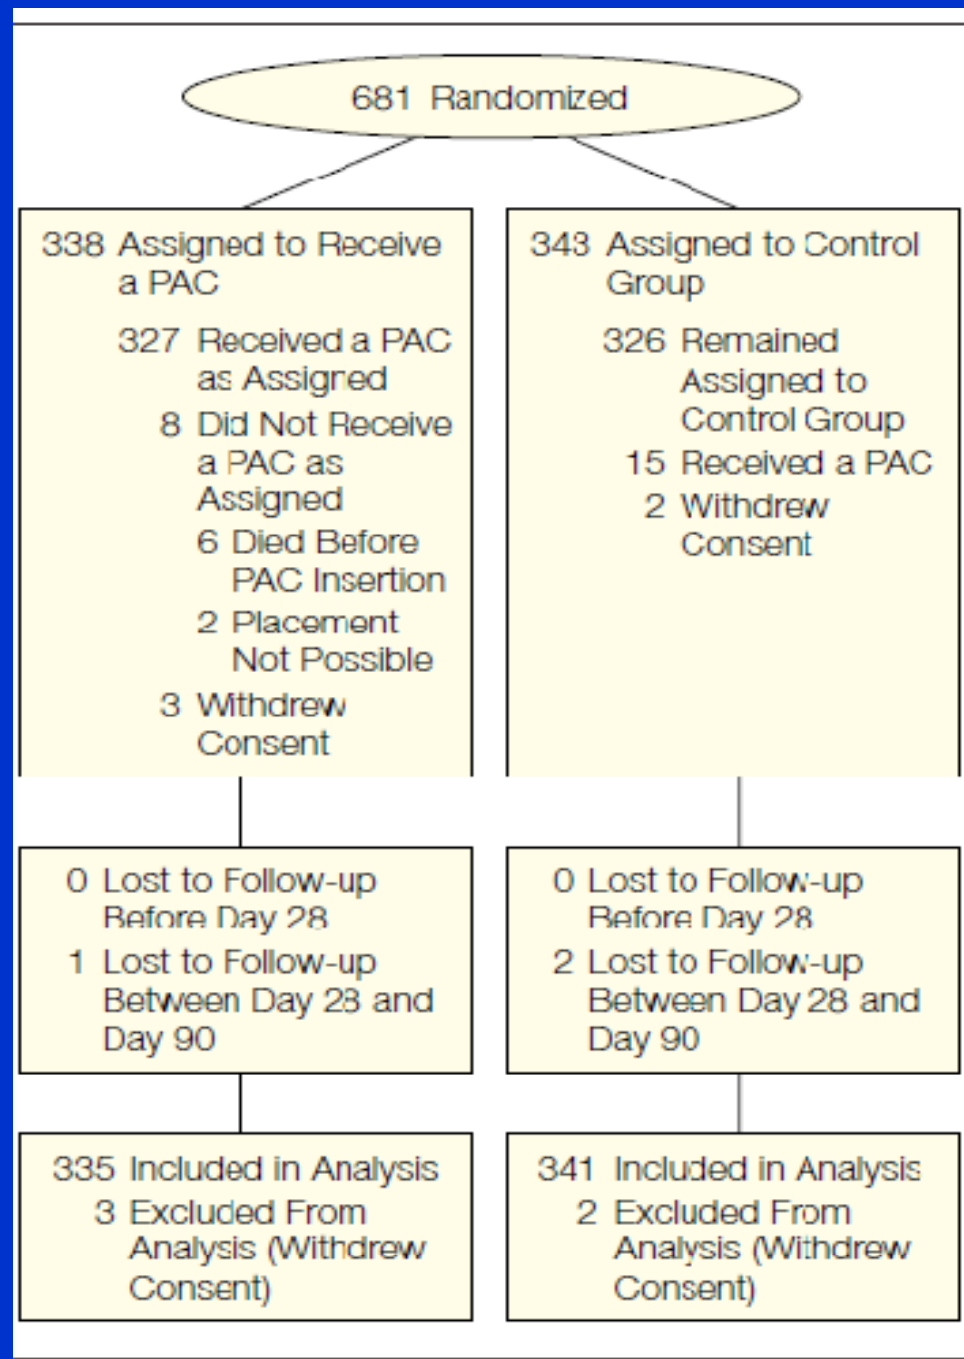 681 Randomized
338 Assigned to Receive
a PAC
327 Received a PAC
as Assigned
8 Did Not Receive
a PAC as
Assigned
6 Died Before
PAC Insertion
2 Placement
Not Possible
3 Withdrew
Consent
343 Assigned to Control
Group
326 Remained
Assigned to
Control Group
15 Received a PAC
2 Withdrew
Consent
0 Lost to Follow-up
Before Day 28
1 Lost to Follow-up
Between Day 28 and
Day 90
0 Lost to Follow-up
Before Day 28
2 Lost to Follow-up
Between Day 28 and
Day 90
335 Included in Analysis
3 Excluded From
Analysis (Withdrew
Consent)
341 Included in Analysis
2 Excluded From
Analysis (Withdrew
Consent)